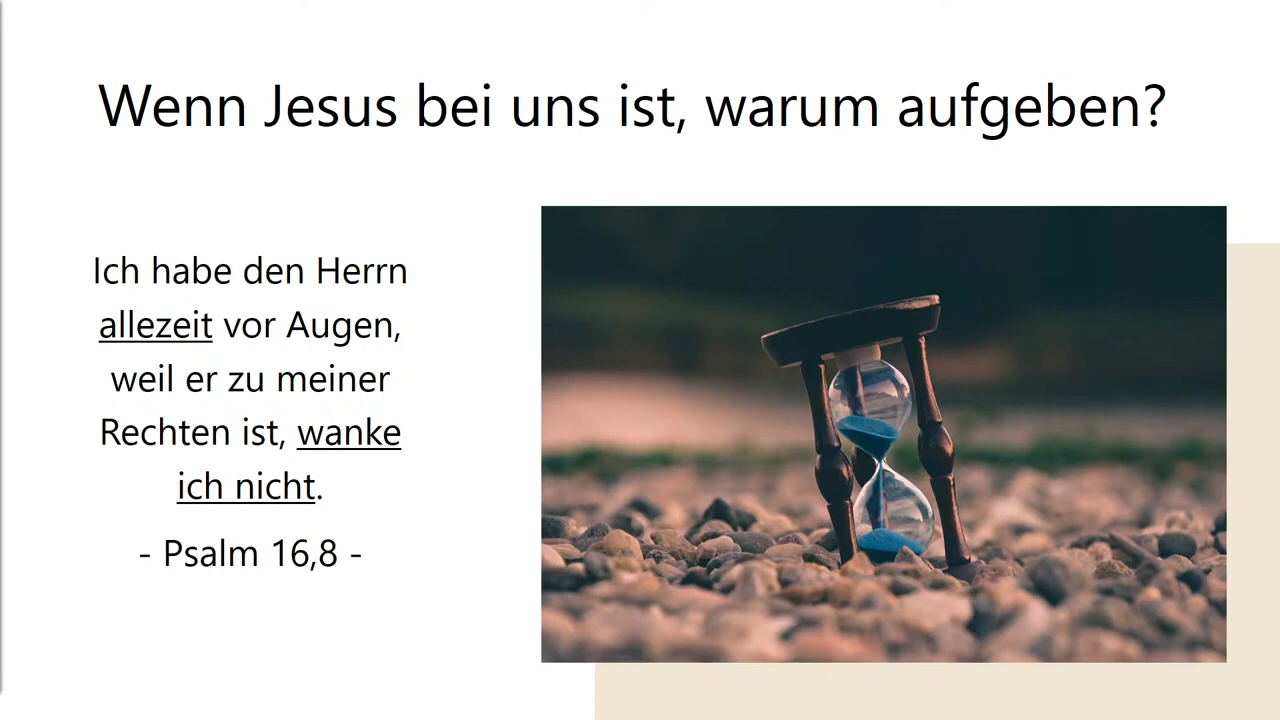 Wenn Jesus bei uns ist, warum aufgeben?
Ich habe den Herrn
allezeit vor Augen,
weil er zu meiner
Rechten ist, wanke
ich nicht.
- Psalm 16,8 -